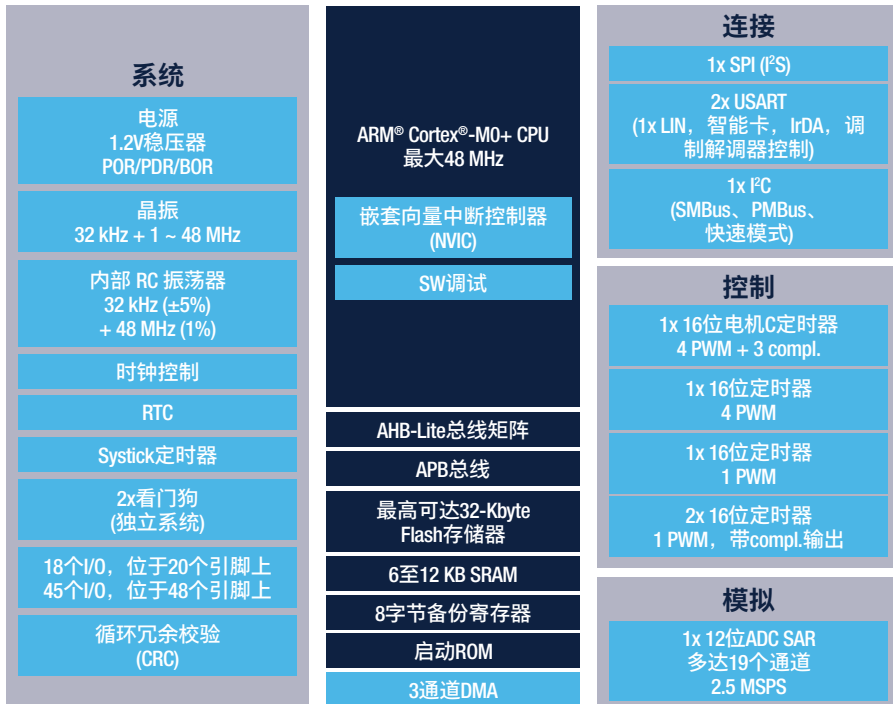 系统
电源
1.2V稳压器
POR/PDR/BOR
晶振
32 kHz + 1 ~ 48 MHz
内部 RC 振荡器
32 kHz (±5%)
+ 48 MHz (1%)
时钟控制
RTC
Systick定时器
2x看门狗
(独立系统)
18个I/O，位于20个引脚上
45个I/O，位于48个引脚上
循环冗余校验
(CRC)
ARM® Cortex®-M0+ CPU
最大48 MHz
嵌套向量中断控制器
(NVIC)
SW调试
AHB-Lite总线矩阵
APB总线
最高可达32-Kbyte
Flash存储器
6至12 KB SRAM
8字节备份寄存器
启动ROM
3通道DMA
连接
1x SPI (I²S)
2x USART
(1x LIN，智能卡，IrDA，调
制解调器控制)
1x I²C
(SMBus、PMBus、
快速模式)
控制
1x 16位电机C定时器
4 PWM + 3 compl.
1x 16位定时器
4 PWM
1x 16位定时器
1 PWM
2x 16位定时器
1 PWM，带compl.输出
模拟
1x 12位ADC SAR
多达19个通道
2.5 MSPS